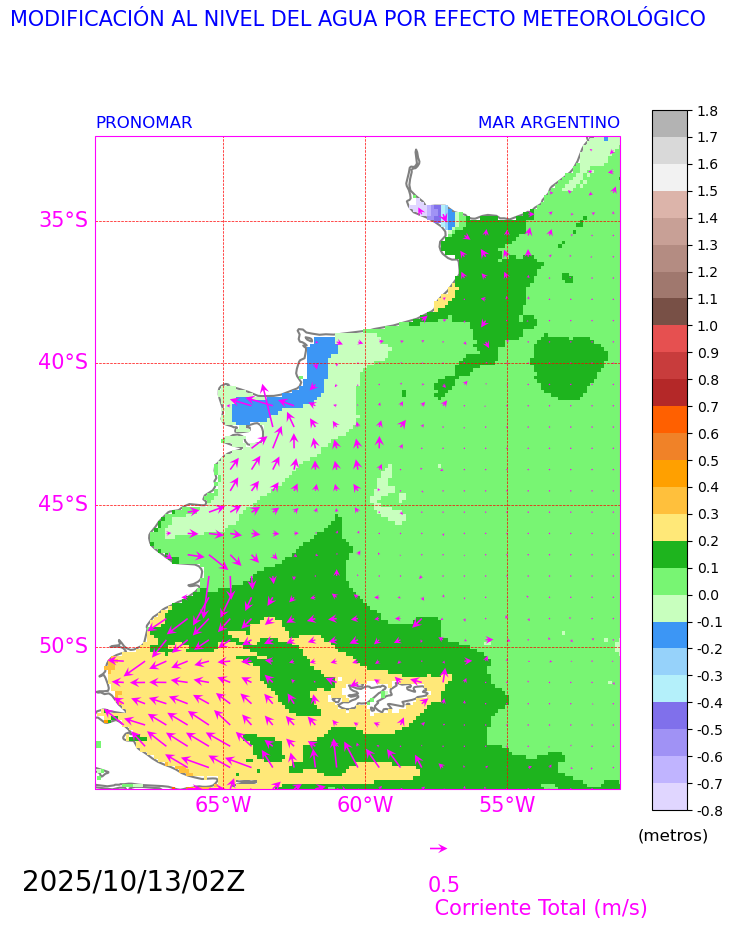 MODIFICACIÓN AL NIVEL DEL AGUA POR EFECTO METEOROLÓGICO
PRONOMAR
MAR ARGENTINO
35°S
40°S
45°S
50°S
65°W
60°W
55°W
1.8
1.7
1.6
1.5
1.4
1.3
1.2
1.1
1.0
0.9
0.8
0.7
0.6
0.5
0.4
0.3
0.2
0.1
0.0
-0.1
-0.2
-0.3
-0.4
-0.5
-0.6
-0.7
-0.8
(metros)
2025/10/13/02Z
0.5
Corriente Total (m/s)